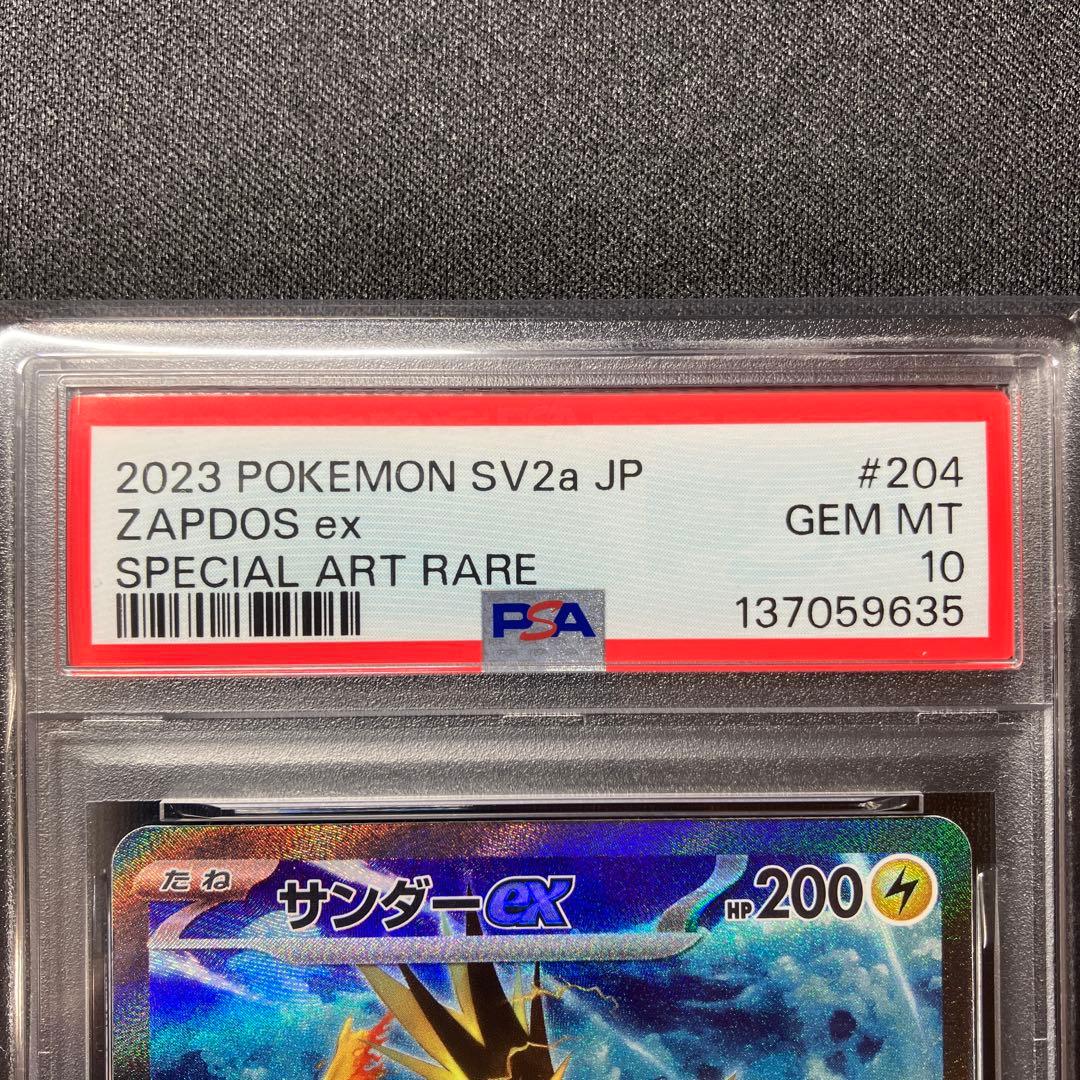 2023 POKEMON SV2a JP #204
ZAPDOS ex GEM MT
SPECIAL ART RARE 10
PSA 137059635
たね サンダーex HP200